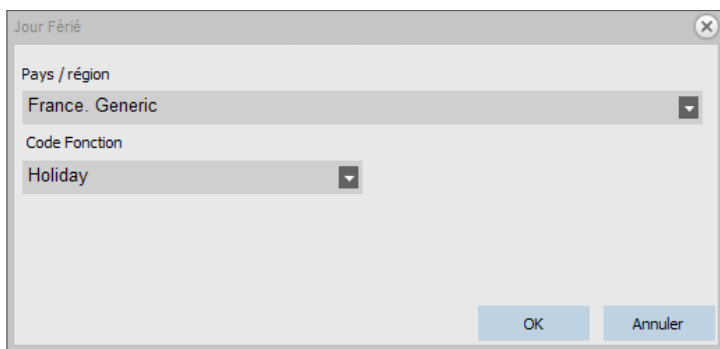 Jour Férié
Pays / région
France. Generic
Code Fonction
Holiday
OK Annuler